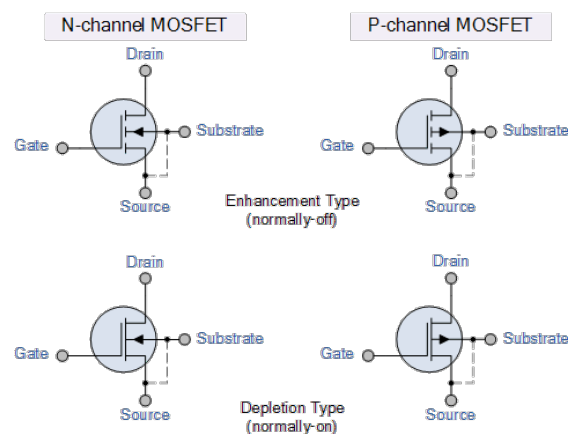 N-channel MOSFET
P-channel MOSFET
Drain
Drain
Substrate
Substrate
Gate
Gate
Source
Source
Enhancement Type
(normally-off)
Drain
Drain
Substrate
Substrate
Gate
Gate
Source
Source
Depletion Type
(normally-on)